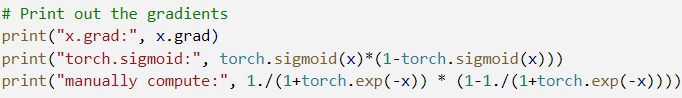 # Print out the gradients
print("x.grad:", x.grad)
print("torch.sigmoid:", torch.sigmoid(x)*(1-torch.sigmoid(x)))
print("manually compute:", 1./(1+torch.exp(-x)) * (1-1./(1+torch.exp(-x))))